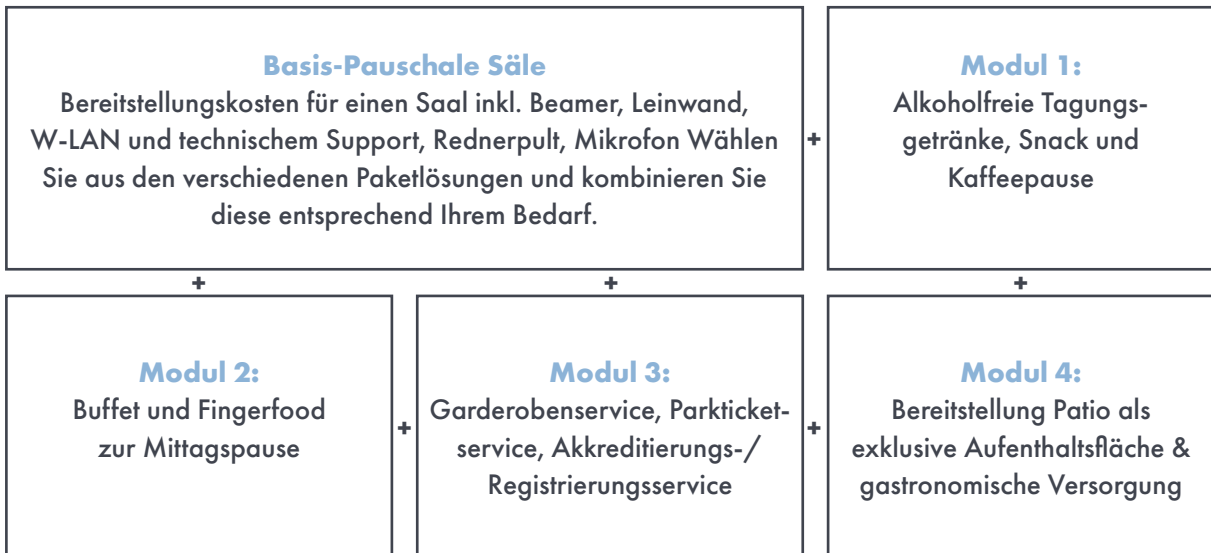 Basis-Pauschale Säle
Bereitstellungskosten für einen Saal inkl. Beamer, Leinwand,
W-LAN und technischem Support, Rednerpult, Mikrofon Wählen
Sie aus den verschiedenen Paketlösungen und kombinieren Sie
diese entsprechend Ihrem Bedarf.
+
Modul 1:
Alkoholfreie Tagungs-
getränke, Snack und
Kaffeepause
+
+
+
Modul 2:
Buffet und Fingerfood
zur Mittagspause
+
Modul 3:
Garderobenservice, Parkticket-
service, Akkreditierungs-/
Registrierungsservice
+
Modul 4:
Bereitstellung Patio als
exklusive Aufenthaltsfläche &
gastronomische Versorgung